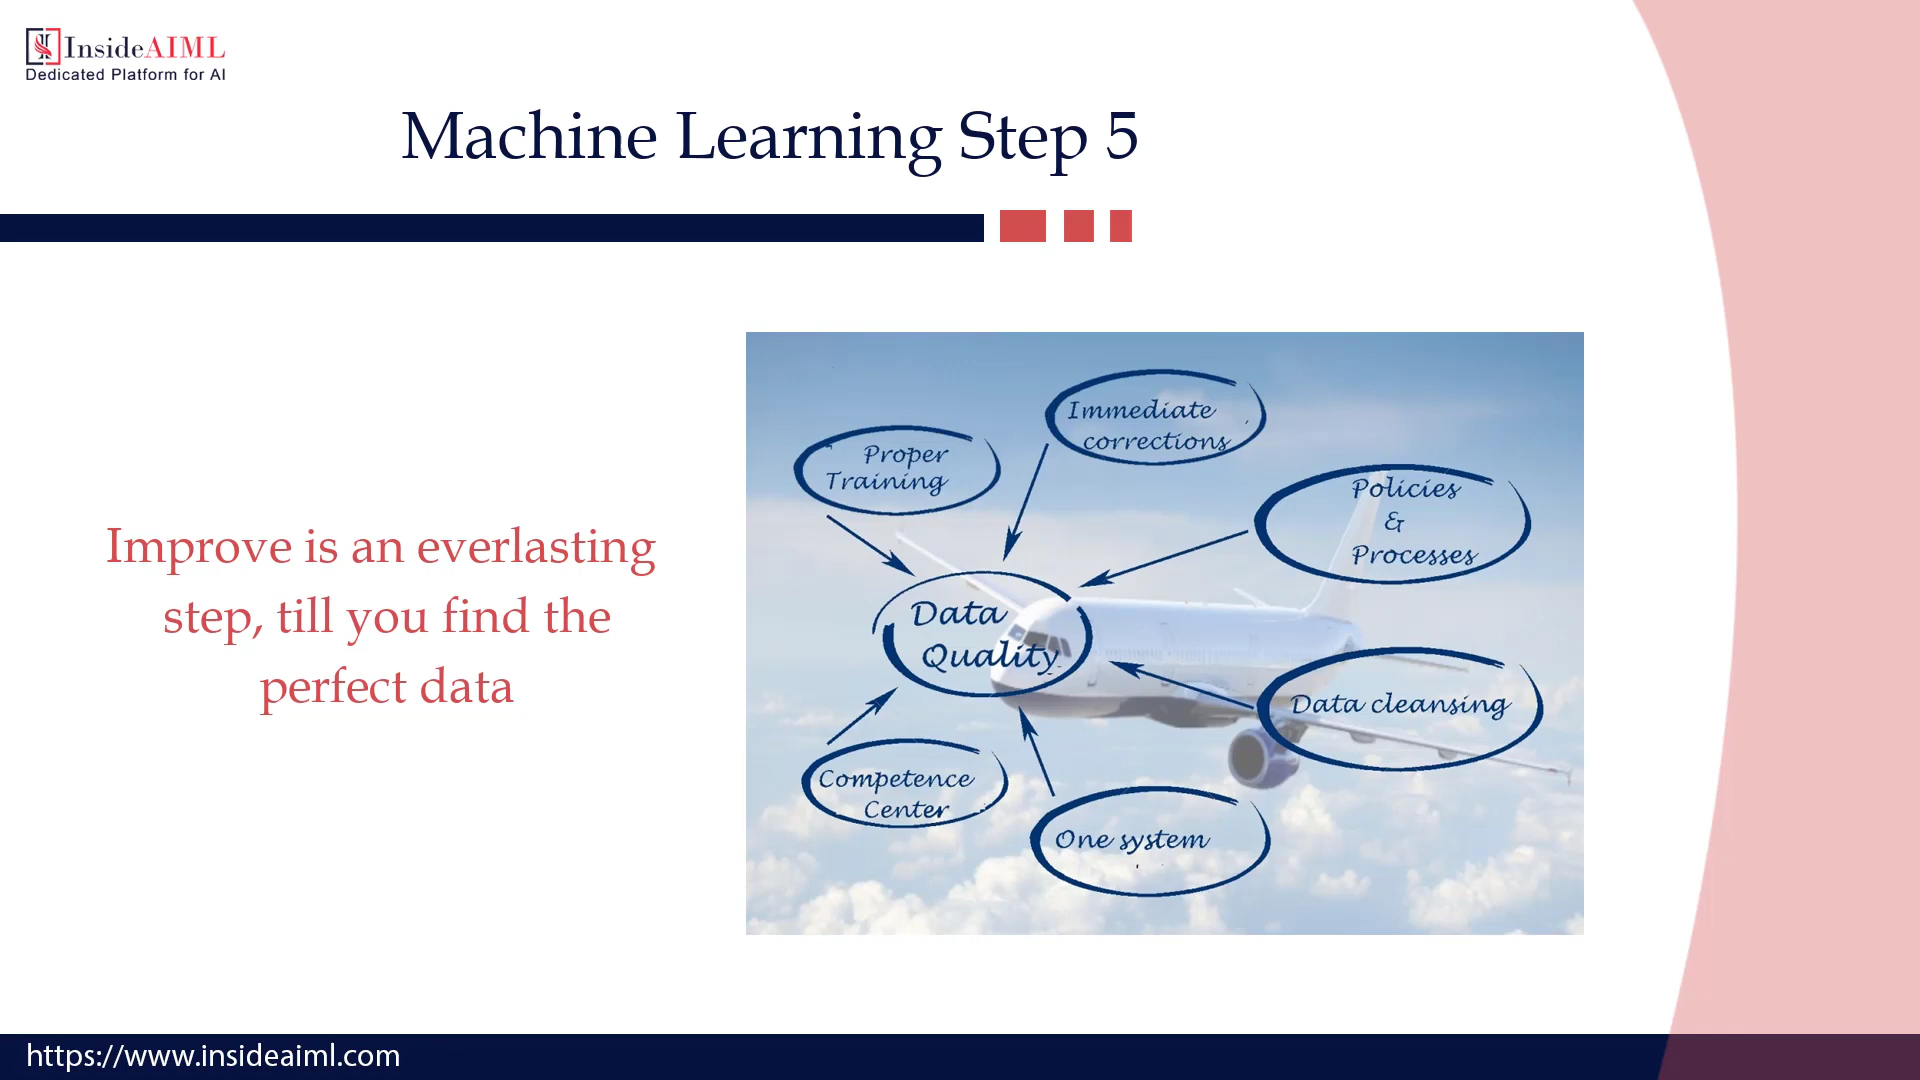 InsideAIML
Dedicated Platform for AI
Machine Learning Step 5
Improve is an everlasting
step, till you find the
perfect data
Immediate
corrections
Proper
Training
Policies
&
Processes
Data
Quality
Data cleansing
Competence
Center
One system
https://www.insideaiml.com